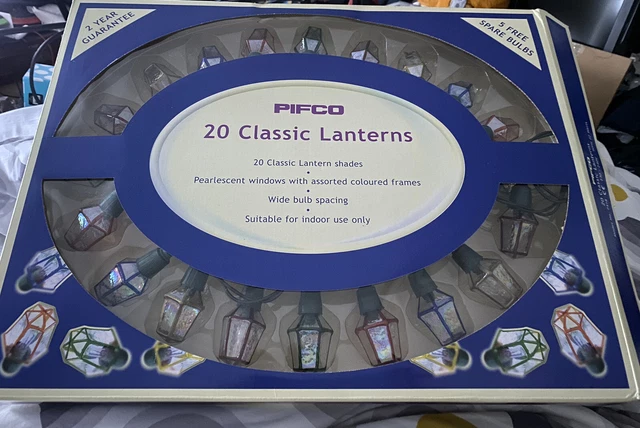 2 YEAR
GUARANTEE
5 FREE
SPARE BULBS
PIFCO
20 Classic Lanterns
20 Classic Lantern shades
•
Pearlescent windows with assorted coloured frames
•
Wide bulb spacing
•
Suitable for indoor use only